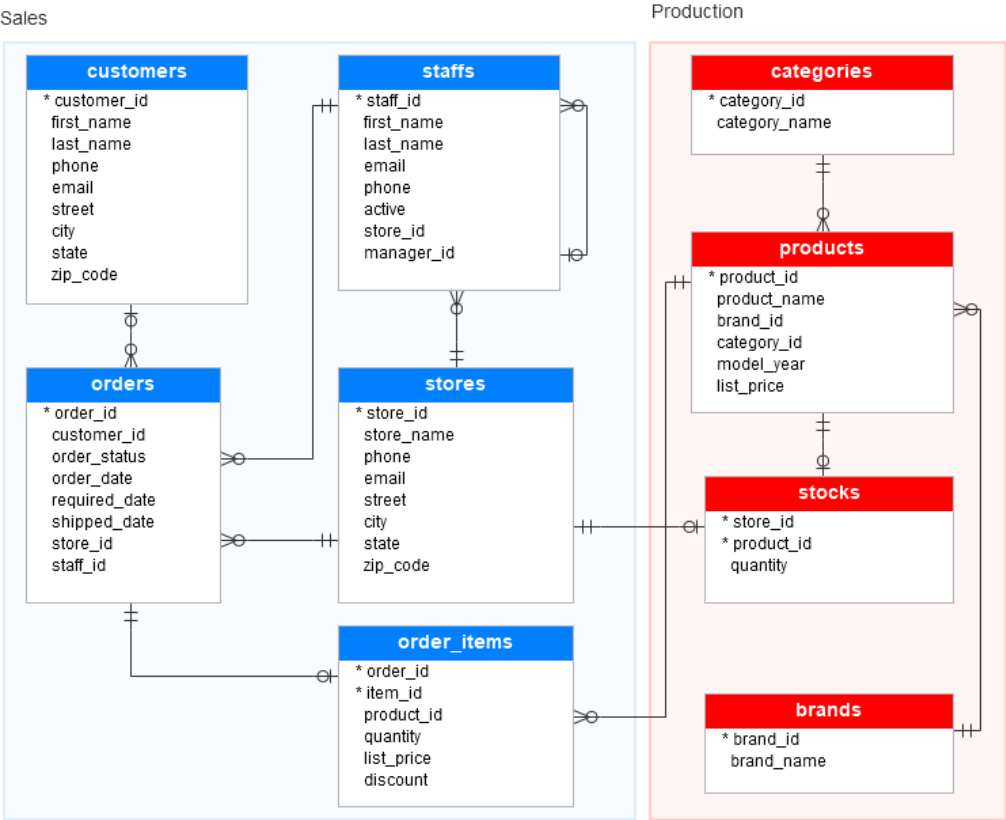 Sales
Production
customers
* customer_id
first_name
last_name
phone
email
street
city
state
zip_code
staffs
* staff_id
first_name
last_name
email
phone
active
store_id
manager_id
categories
* category_id
category_name
products
* product_id
product_name
brand_id
category_id
model_year
list_price
orders
* order_id
customer_id
order_status
order_date
required_date
shipped_date
store_id
staff_id
stores
* store_id
store_name
phone
email
street
city
state
zip_code
stocks
* store_id
* product_id
quantity
order_items
* order_id
* item_id
product_id
quantity
list_price
discount
brands
* brand_id
brand_name